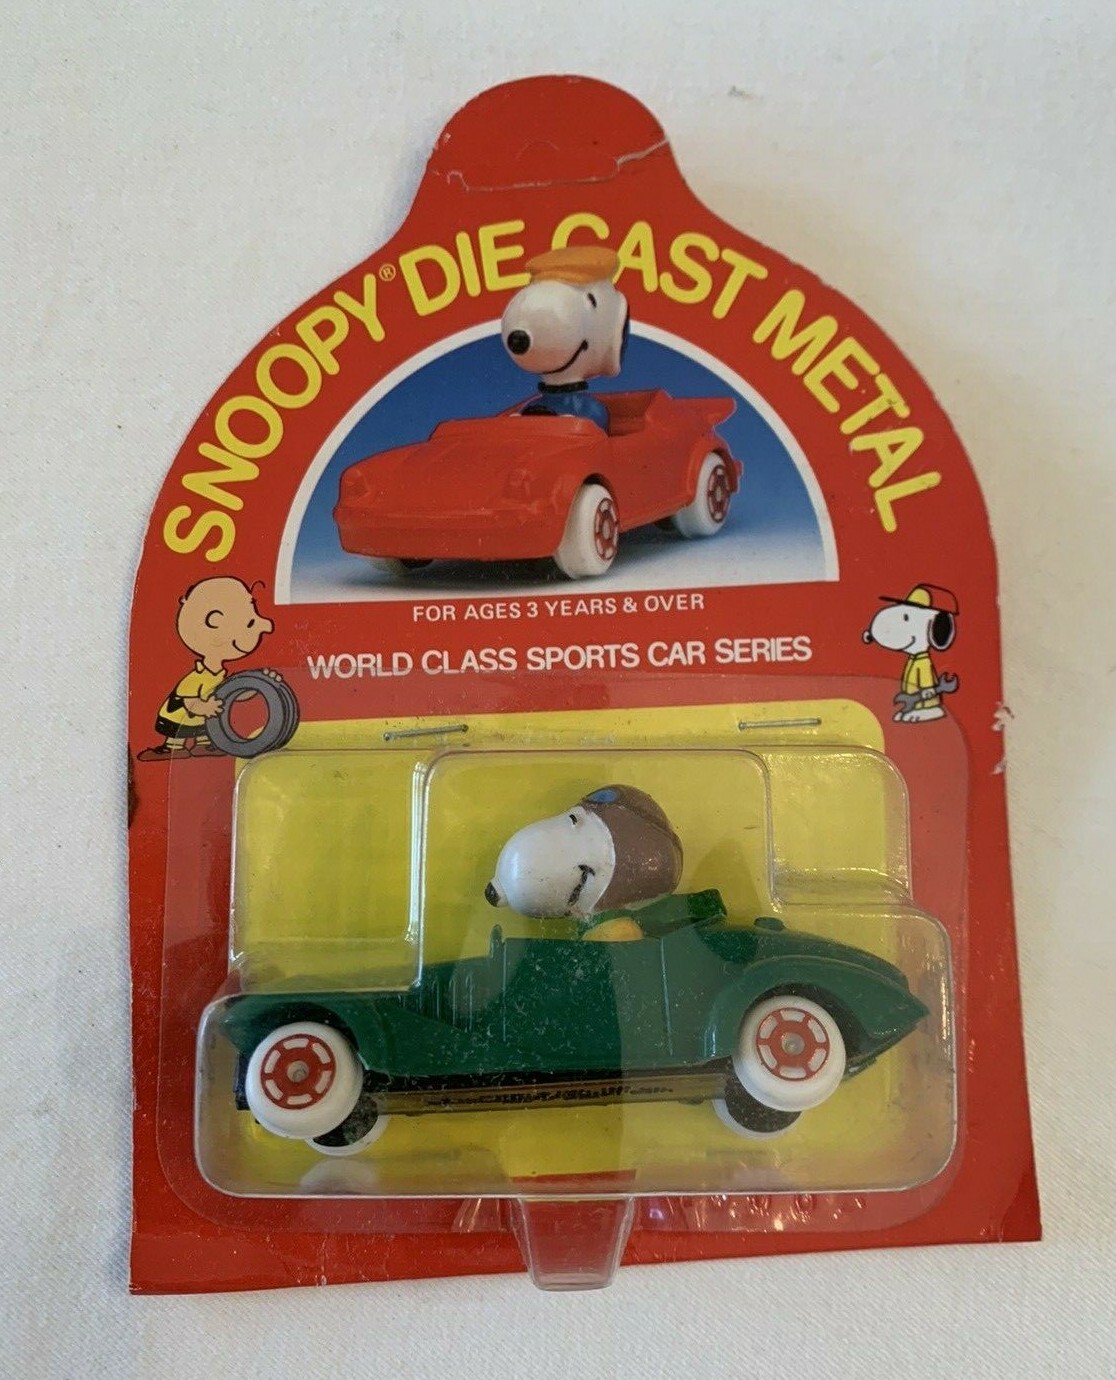 SNOOPY® DIE CAST METAL
FOR AGES 3 YEARS & OVER
WORLD CLASS SPORTS CAR SERIES